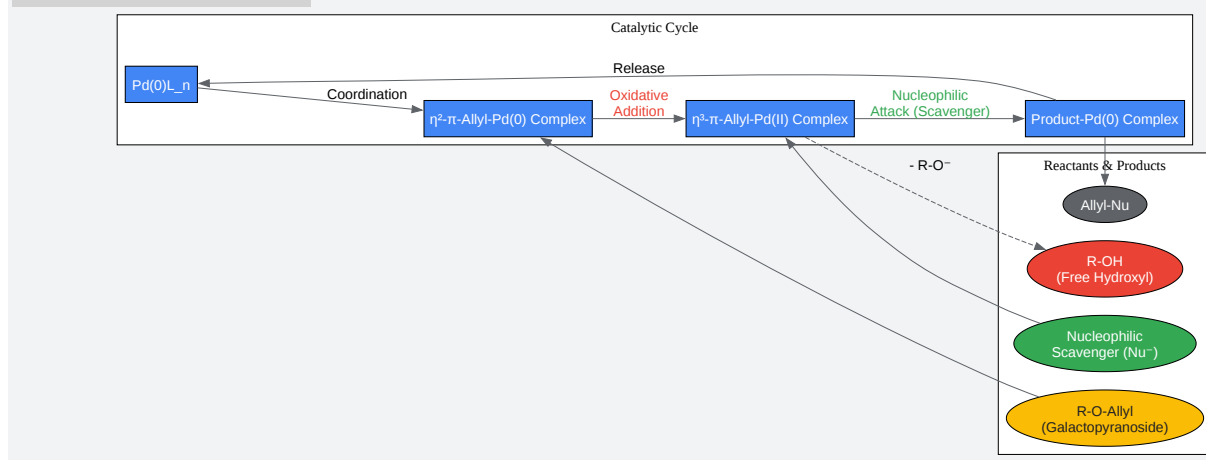 Catalytic Cycle
Release
Pd(0)L_n
Coordination
Oxidative
Addition
Nucleophilic
Attack (Scavenger)
η²-π-Allyl-Pd(0) Complex
η³-π-Allyl-Pd(II) Complex
Product-Pd(0) Complex
- R-O⁻
Reactants & Products
Allyl-Nu
R-OH
(Free Hydroxyl)
Nucleophilic
Scavenger (Nu⁻)
R-O-Allyl
(Galactopyranoside)